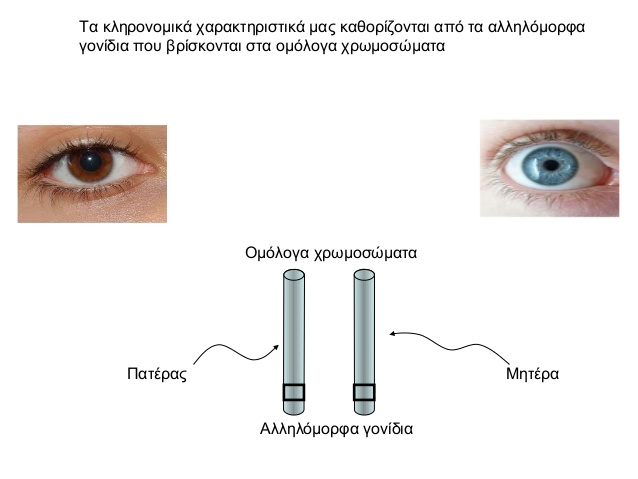 Τα κληρονομικά χαρακτηριστικά μας καθορίζονται από τα αλληλόμορφα
γονίδια που βρίσκονται στα ομόλογα χρωμοσώματα
Ομόλογα χρωμοσώματα
Πατέρας
Μητέρα
Αλληλόμορφα γονίδια